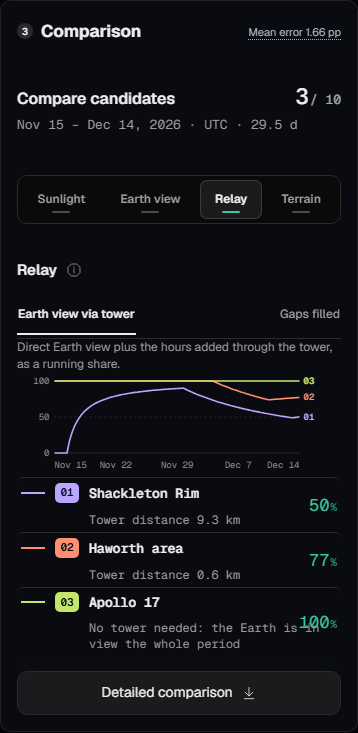 3 Comparison
Mean error 1.66 pp
Compare candidates
3 / 10
Nov 15 – Dec 14, 2026 · UTC · 29.5 d
Sunlight
Earth view
Relay
Terrain
Relay ⓘ
Earth view via tower
Gaps filled
Direct Earth view plus the hours added through the tower,
as a running share.
100
50
0
03
02
01
Nov 15 Nov 22 Nov 29 Dec 7 Dec 14
01 Shackleton Rim
50%
Tower distance 9.3 km
02 Haworth area
77%
Tower distance 0.6 km
03 Apollo 17
100%
No tower needed: the Earth is in
view the whole period
Detailed comparison ↓